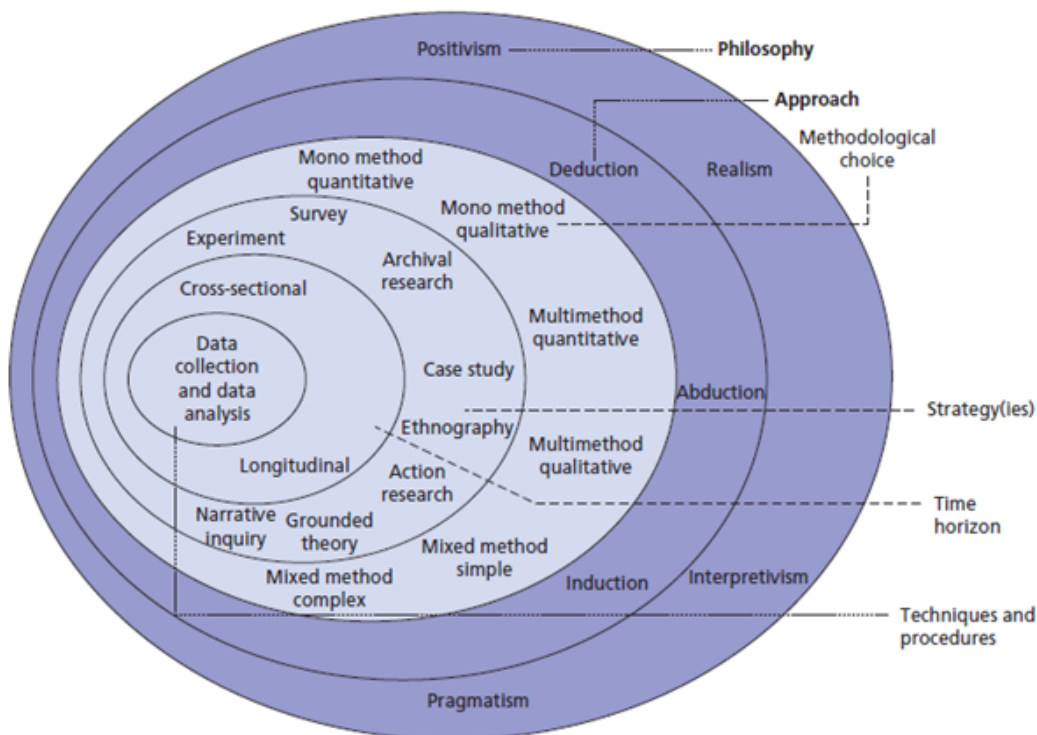 Positivism
Philosophy
Approach
Methodological
choice
Deduction
Realism
Mono method
quantitative
Mono method
qualitative
Survey
Experiment
Archival
research
Cross-sectional
Multimethod
quantitative
Data
collection
and data
analysis
Case study
Abduction
Strategy(ies)
Ethnography
Multimethod
qualitative
Longitudinal
Action
research
Time
horizon
Narrative
inquiry
Grounded
theory
Mixed method
simple
Mixed method
complex
Induction
Interpretivism
Techniques and
procedures
Pragmatism